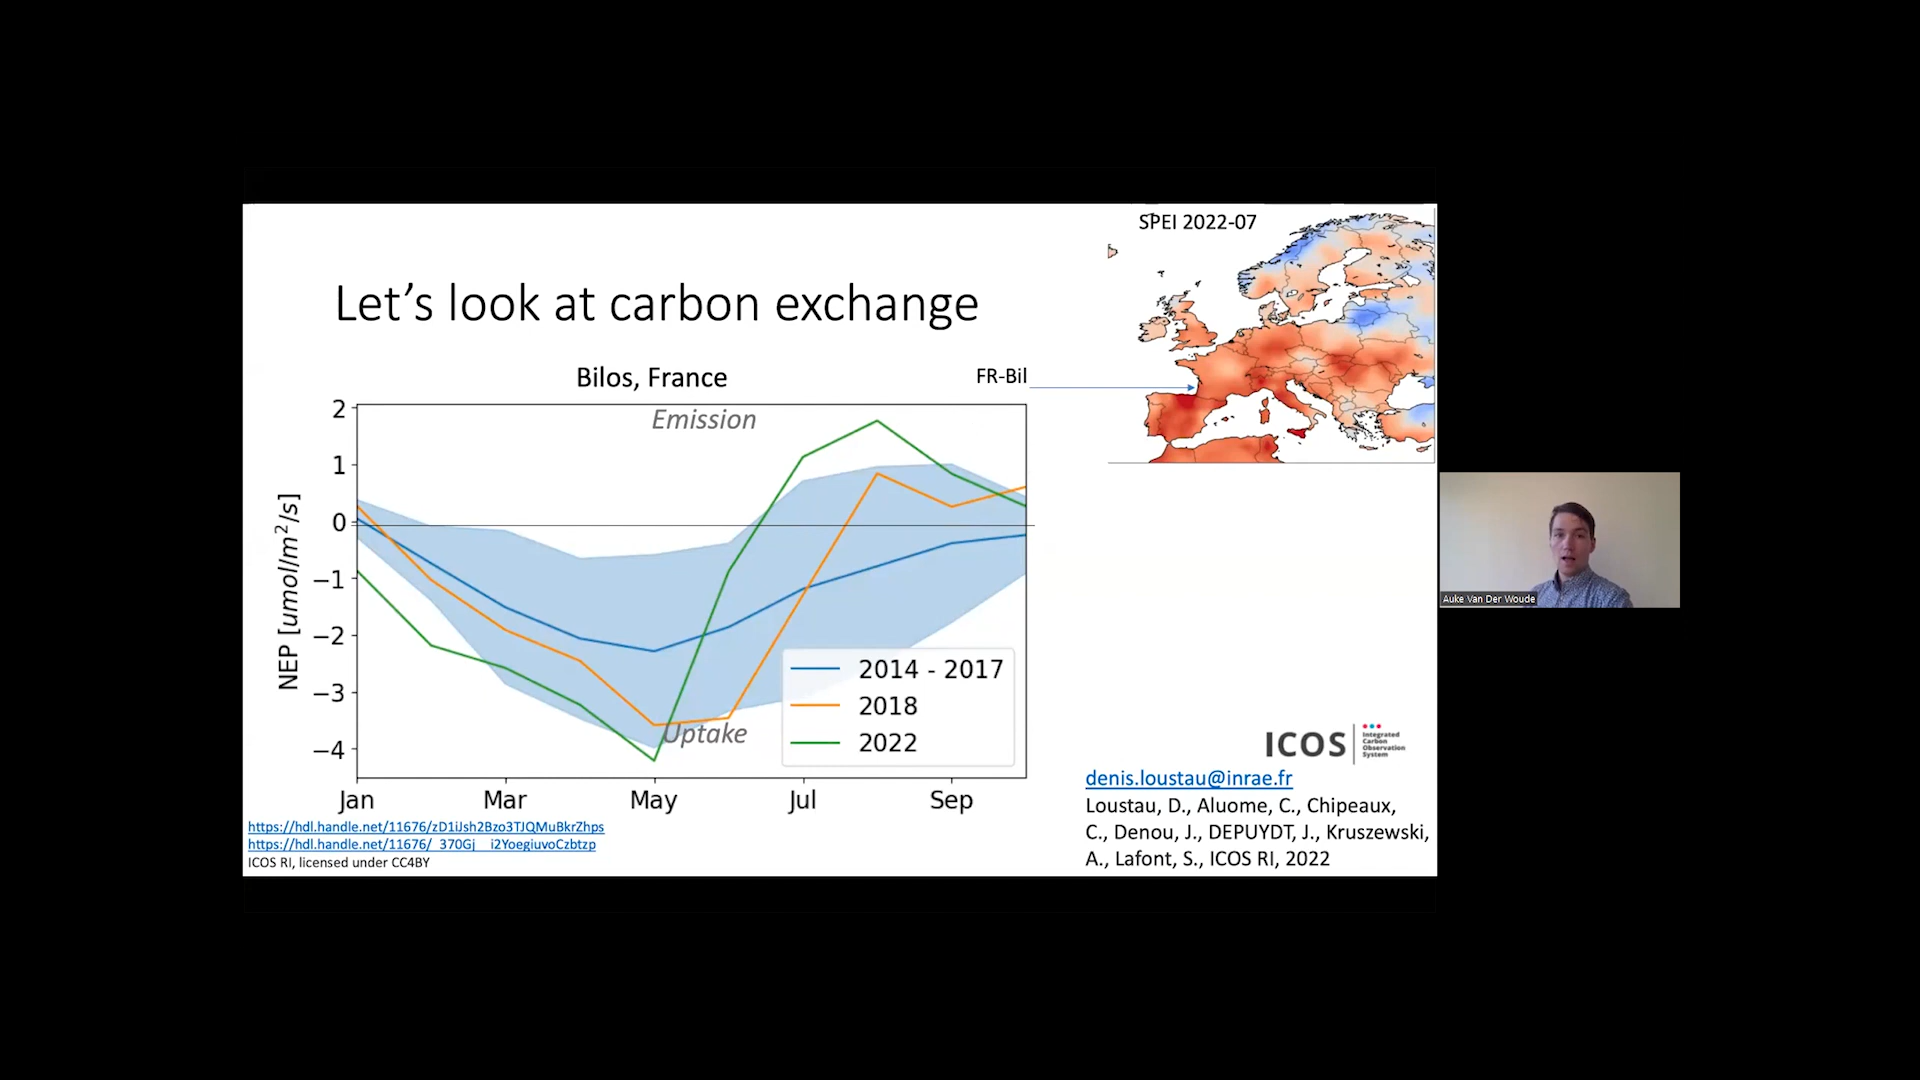 SPEI 2022-07
Let's look at carbon exchange
Bilos, France
FR-Bil
Emission
2
1
0
−1
−2
−3
−4
NEP [umol/m²/s]
2014 - 2017
2018
2022
Uptake
Jan
Mar
May
Jul
Sep
https://hdl.handle.net/11676/zD1iJsh2Bzo3TJQMuBkrZhps
https://hdl.handle.net/11676/_370Gj__i2YoegiuvoCzbtzp
ICOS RI, licensed under CC4BY
ICOS
Integrated
Carbon
Observation
System
denis.loustau@inrae.fr
Loustau, D., Aluome, C., Chipeaux,
C., Denou, J., DEPUYDT, J., Kruszewski,
A., Lafont, S., ICOS RI, 2022
Auke Van Der Woude